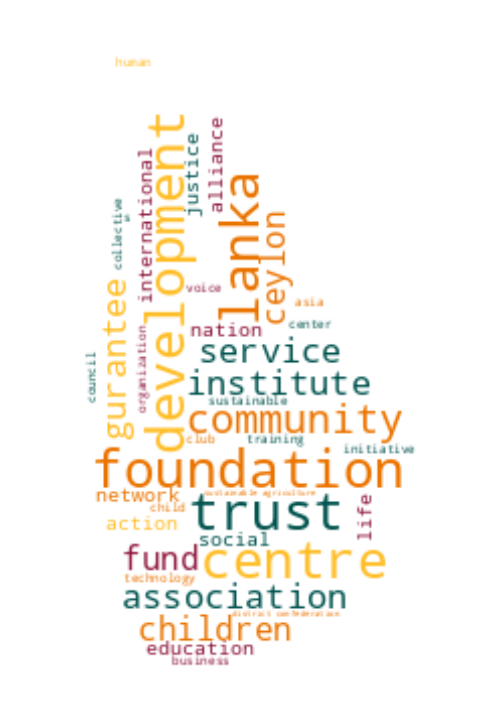 human
development
justice
alliance
international
lanka
collective
ceylon
gurantee
voice
asia
center
nation
organization
service
council
institute
sustainable
community
club
training
initiative
foundation
network
sustainable agriculture
child
trust
life
action
social
fund
centre
technology
association
district confederation
children
education
business